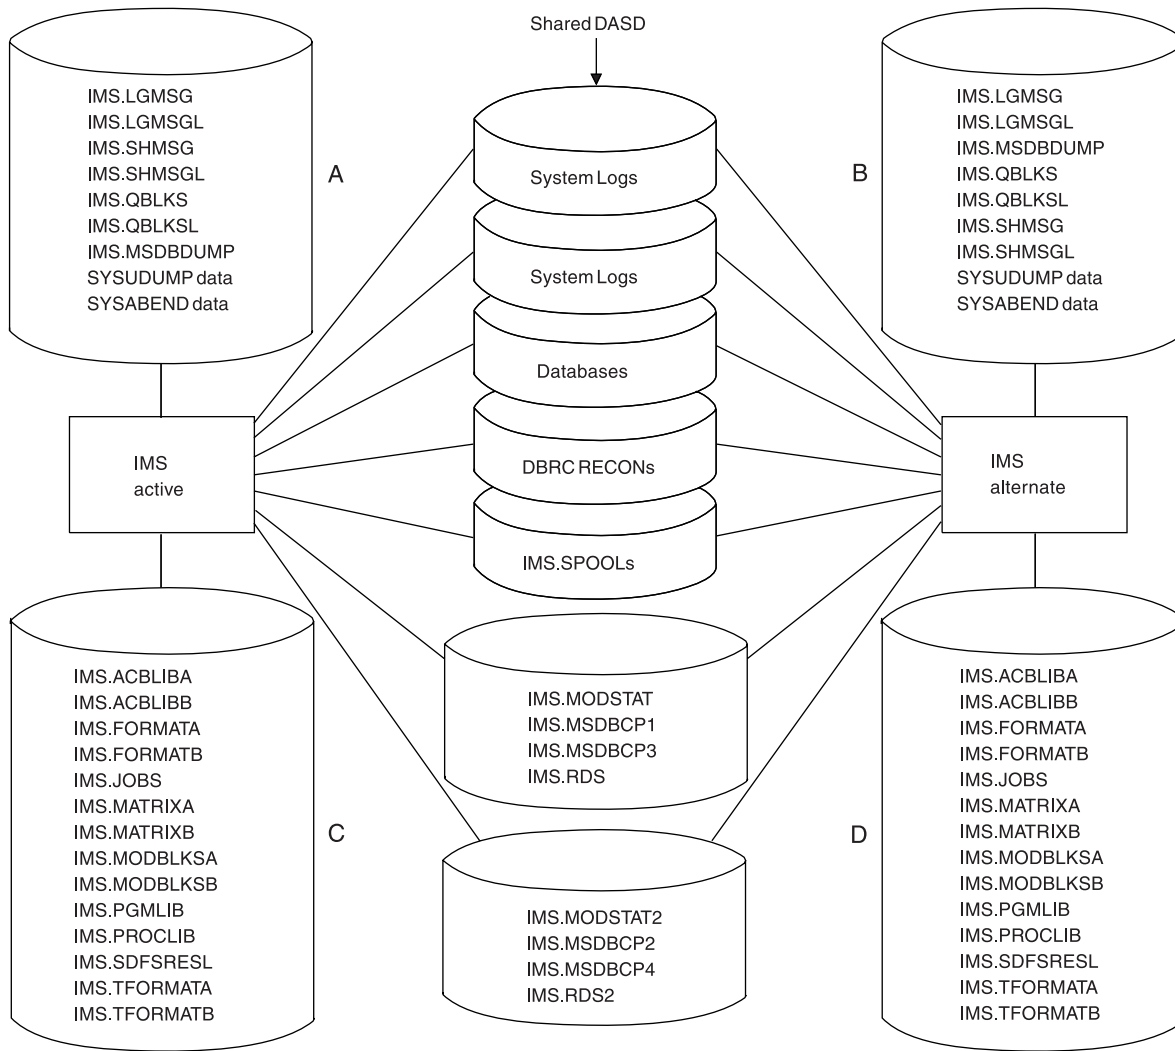 Shared DASD
IMS.LGMSG
IMS.LGMSGL
IMS.SHMSG
IMS.SHMSGL
IMS.QBLKS
IMS.QBLKSL
IMS.MSDBDUMP
SYSUDUMP data
SYSABEND data
A
System Logs
System Logs
Databases
DBRC RECONs
IMS.SPOOLs
B
IMS.LGMSG
IMS.LGMSGL
IMS.MSDBDUMP
IMS.QBLKS
IMS.QBLKSL
IMS.SHMSG
IMS.SHMSGL
SYSUDUMP data
SYSABEND data
IMS
active
IMS
alternate
IMS.ACBLIBA
IMS.ACBLIBB
IMS.FORMATA
IMS.FORMATB
IMS.JOBS
IMS.MATRIXA
IMS.MATRIXB
IMS.MODBLKSA
IMS.MODBLKSB
IMS.PGMLIB
IMS.PROCLIB
IMS.SDFSRESL
IMS.TFORMATA
IMS.TFORMATB
C
IMS.MODSTAT
IMS.MSDBCP1
IMS.MSDBCP3
IMS.RDS
IMS.MODSTAT2
IMS.MSDBCP2
IMS.MSDBCP4
IMS.RDS2
D
IMS.ACBLIBA
IMS.ACBLIBB
IMS.FORMATA
IMS.FORMATB
IMS.JOBS
IMS.MATRIXA
IMS.MATRIXB
IMS.MODBLKSA
IMS.MODBLKSB
IMS.PGMLIB
IMS.PROCLIB
IMS.SDFSRESL
IMS.TFORMATA
IMS.TFORMATB